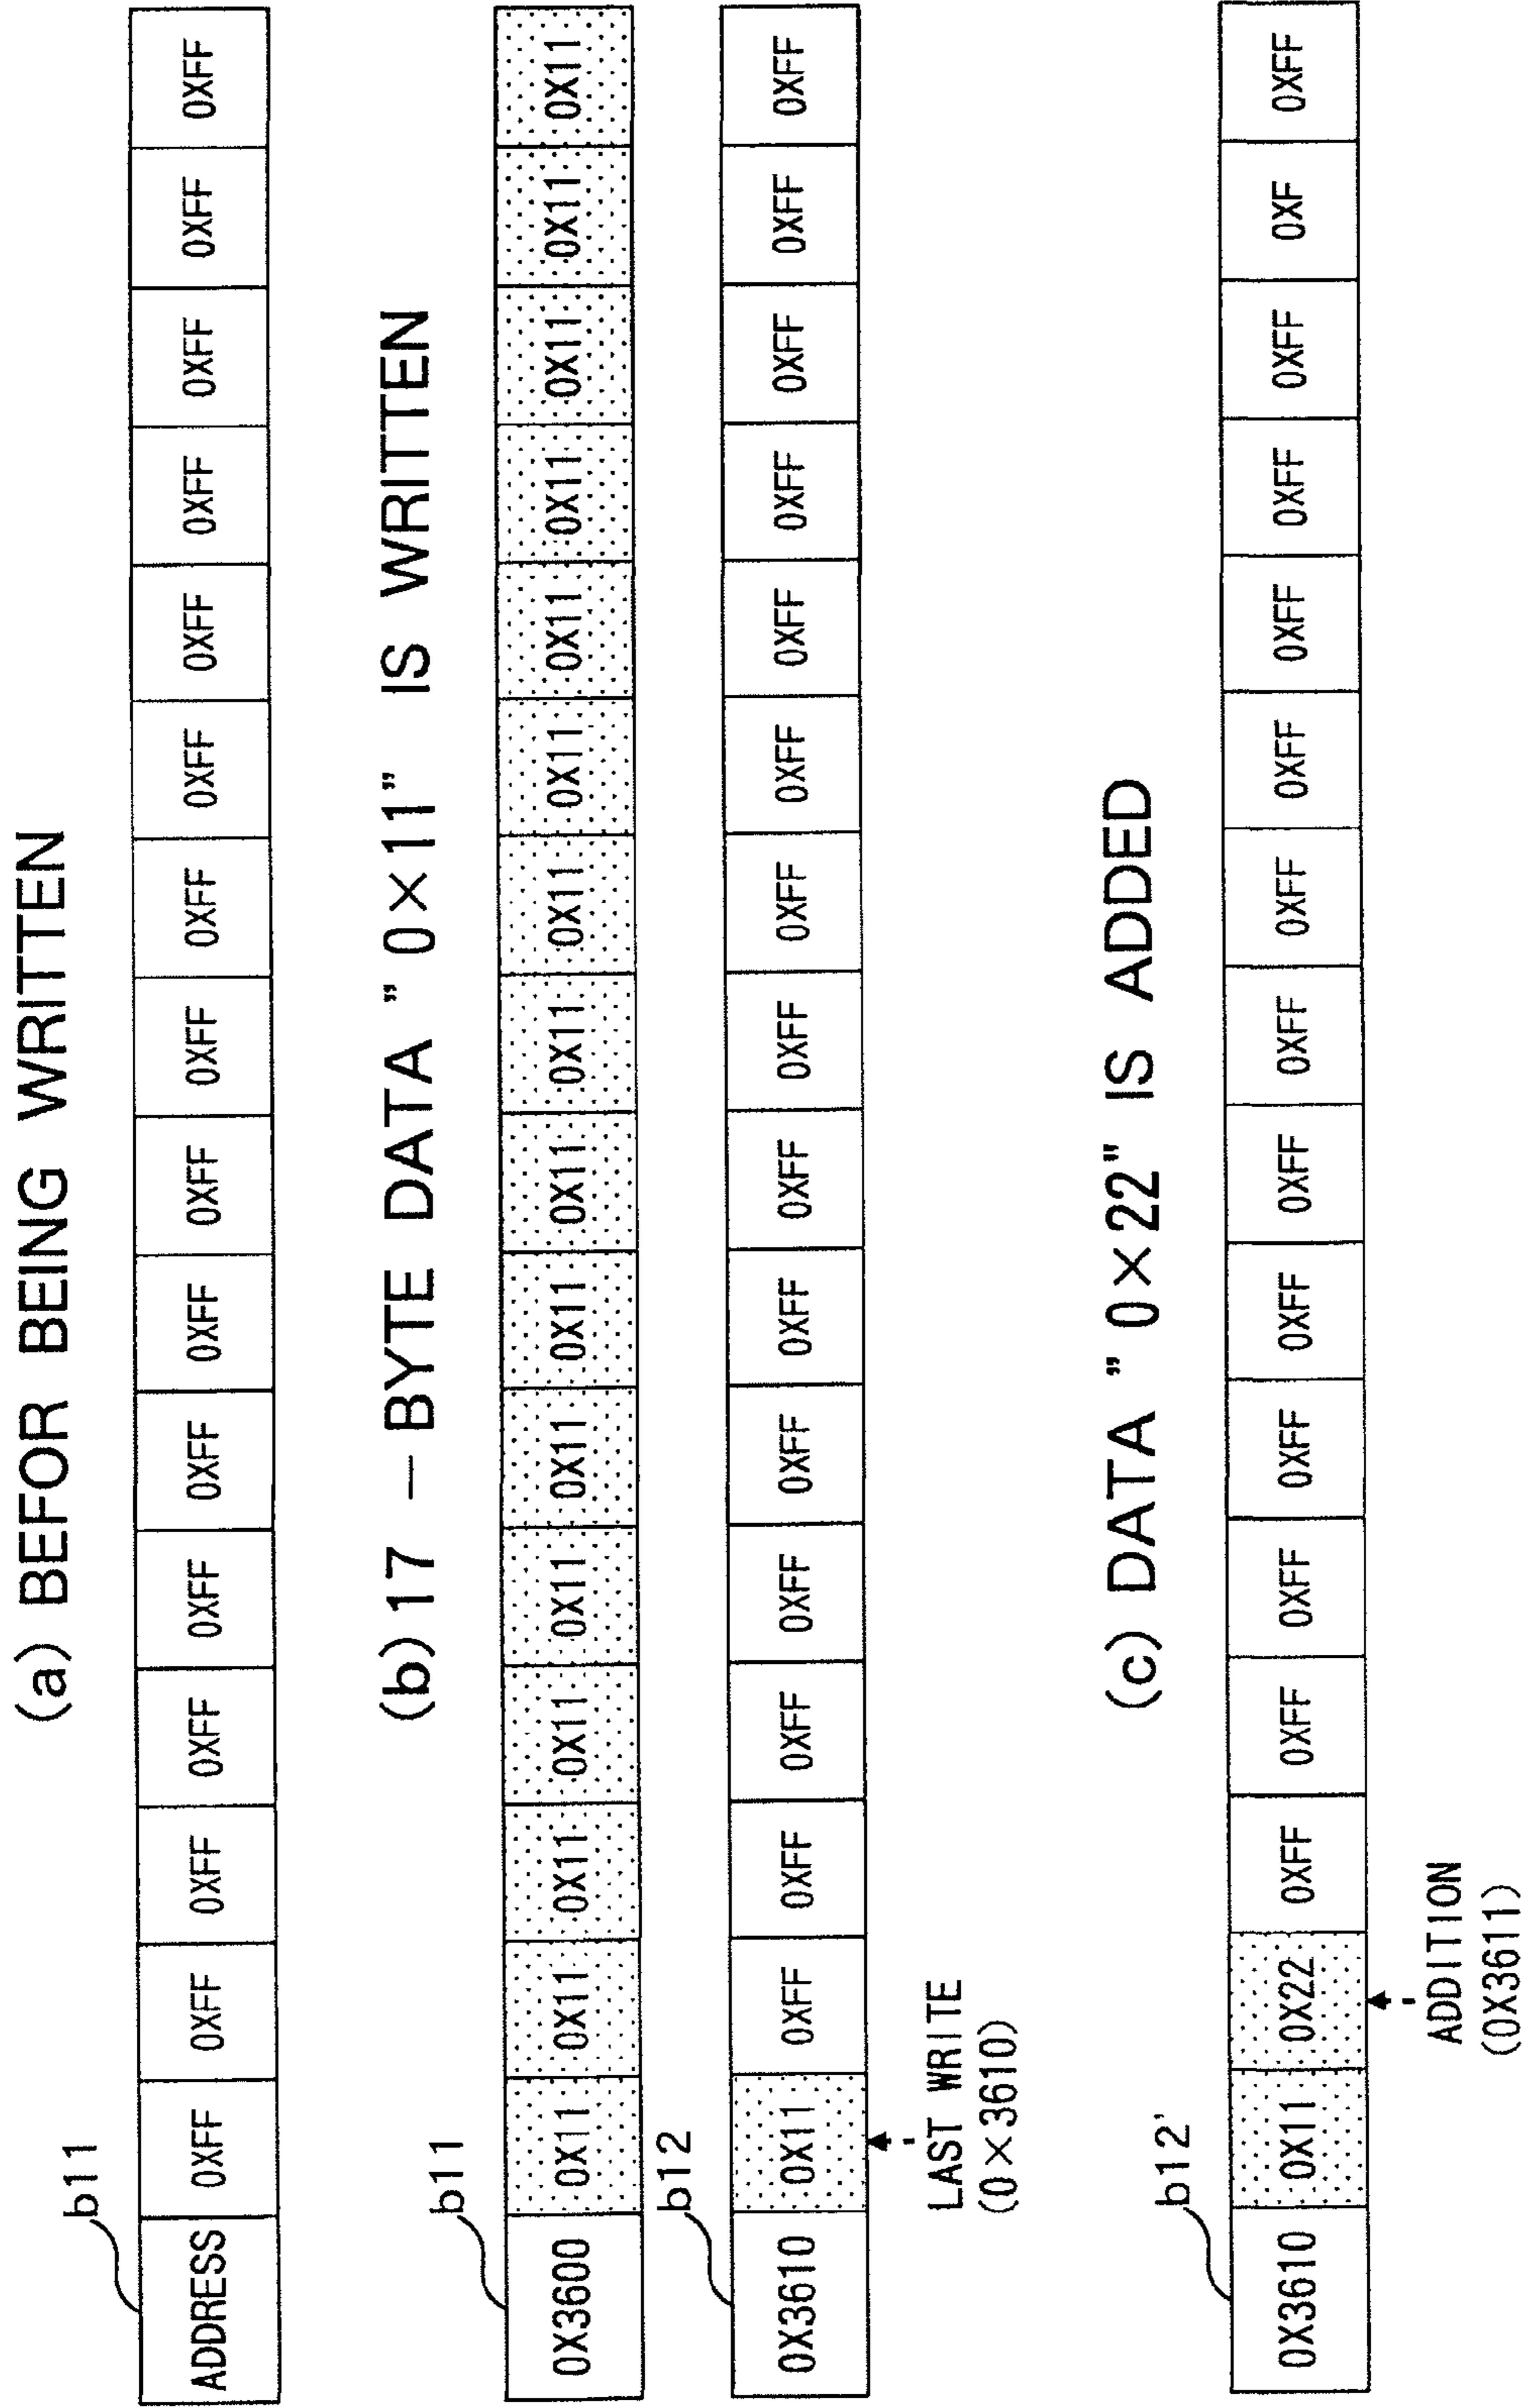 (a) BEFOR BEING WRITTEN
b11
ADDRESS 0XFF 0XFF 0XFF 0XFF 0XFF 0XFF 0XFF 0XFF 0XFF 0XFF 0XFF 0XFF 0XFF 0XFF 0XFF 0XFF
(b) 17－BYTE DATA ” 0×11” IS WRITTEN
b11
0X3600 0X11 0X11 0X11 0X11 0X11 0X11 0X11 0X11 0X11 0X11 0X11 0X11 0X11 0X11 0X11 0X11
b12
0X3610 0X11 0XFF 0XFF 0XFF 0XFF 0XFF 0XFF 0XFF 0XFF 0XFF 0XFF 0XFF 0XFF 0XFF 0XFF 0XFF
LAST WRITE
(0×3610)
(c) DATA ” 0×22" IS ADDED
b12'
0X3610 0X11 0X22 0XFF 0XFF 0XFF 0XFF 0XFF 0XFF 0XFF 0XFF 0XFF 0XFF 0XFF 0XFF 0XF 0XFF
ADDITION
(0X3611)